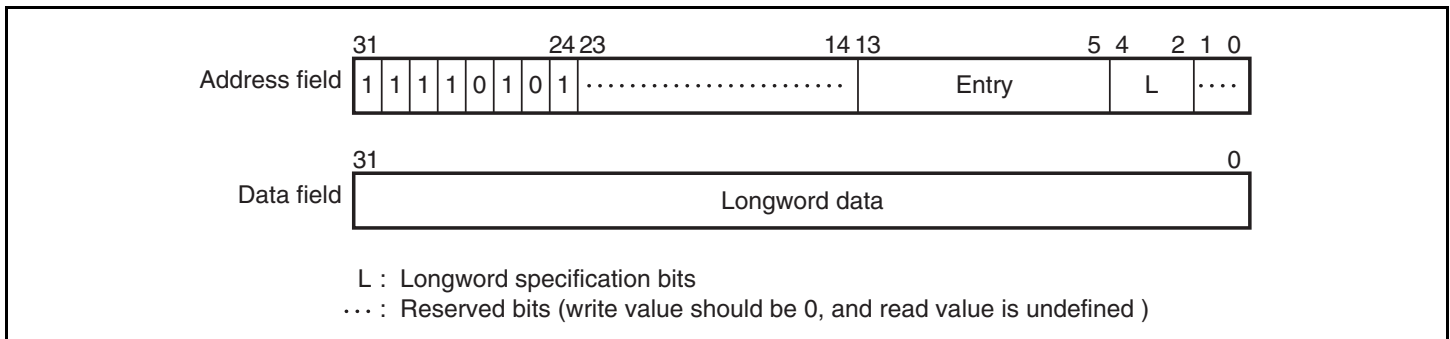 31 24 23 14 13 5 4 2 1 0
Address field 1 1 1 1 0 1 0 1 ........................ Entry L ....
31 0
Data field Longword data
L : Longword specification bits
... : Reserved bits (write value should be 0, and read value is undefined )